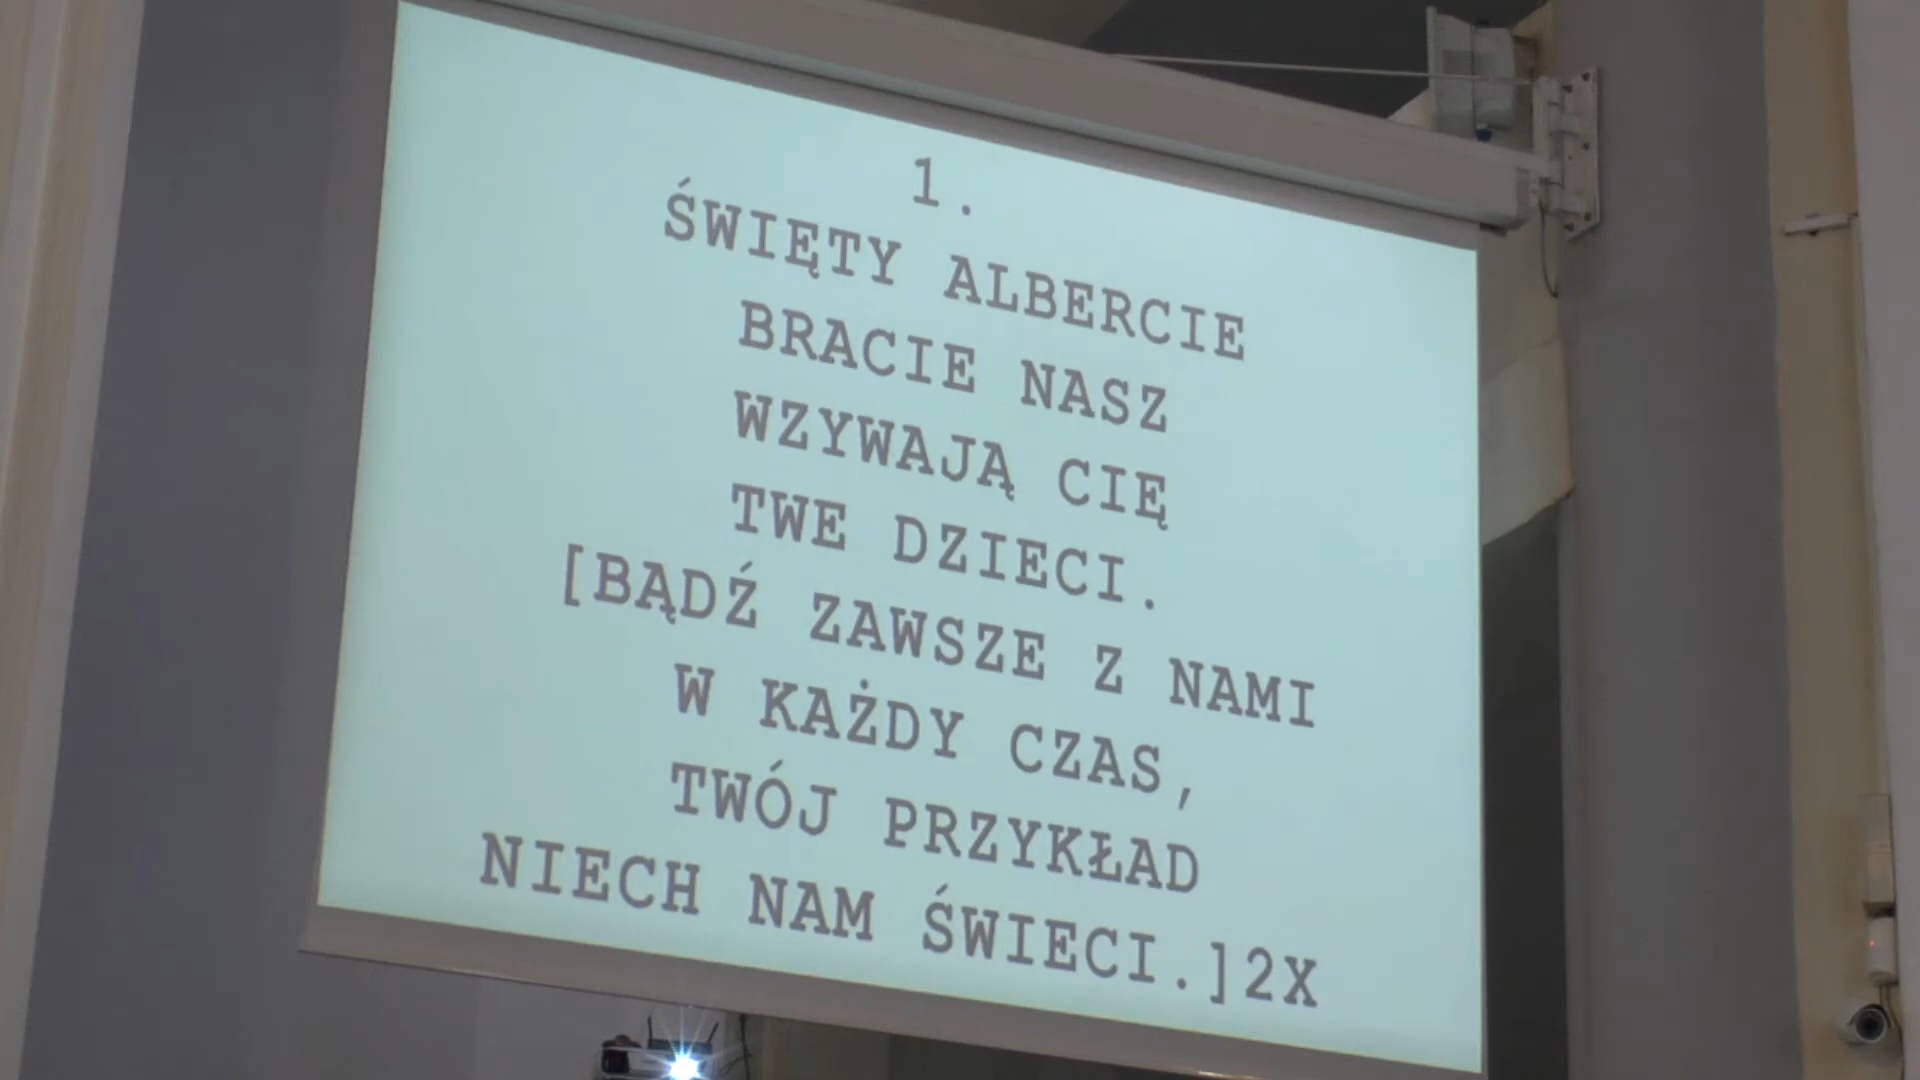 1.
ŚWIĘTY ALBERCIE
BRACIE NASZ
WZYWAJĄ CIĘ
TWE DZIECI.
[BĄDŹ ZAWSZE Z NAMI
W KAŻDY CZAS,
TWÓJ PRZYKŁAD
NIECH NAM ŚWIECI.]2X